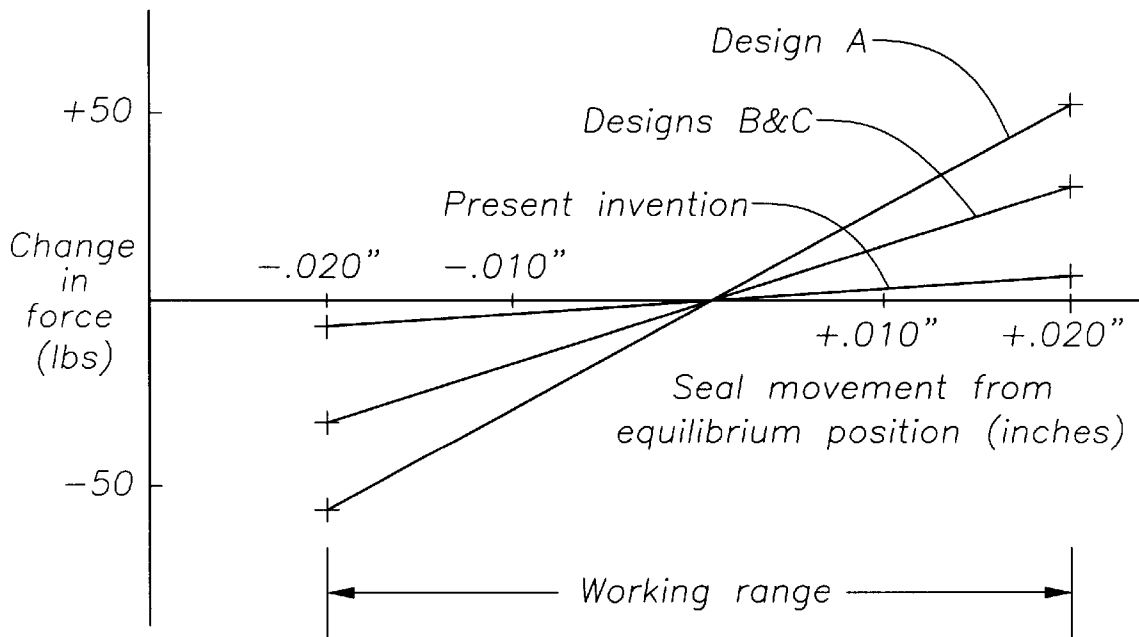 Design A
+50
Designs B&C
Present invention
Change
in
force
(lbs)
-.020"
-.010"
+.010"
+.020"
Seal movement from
equilibrium position (inches)
-50
Working range